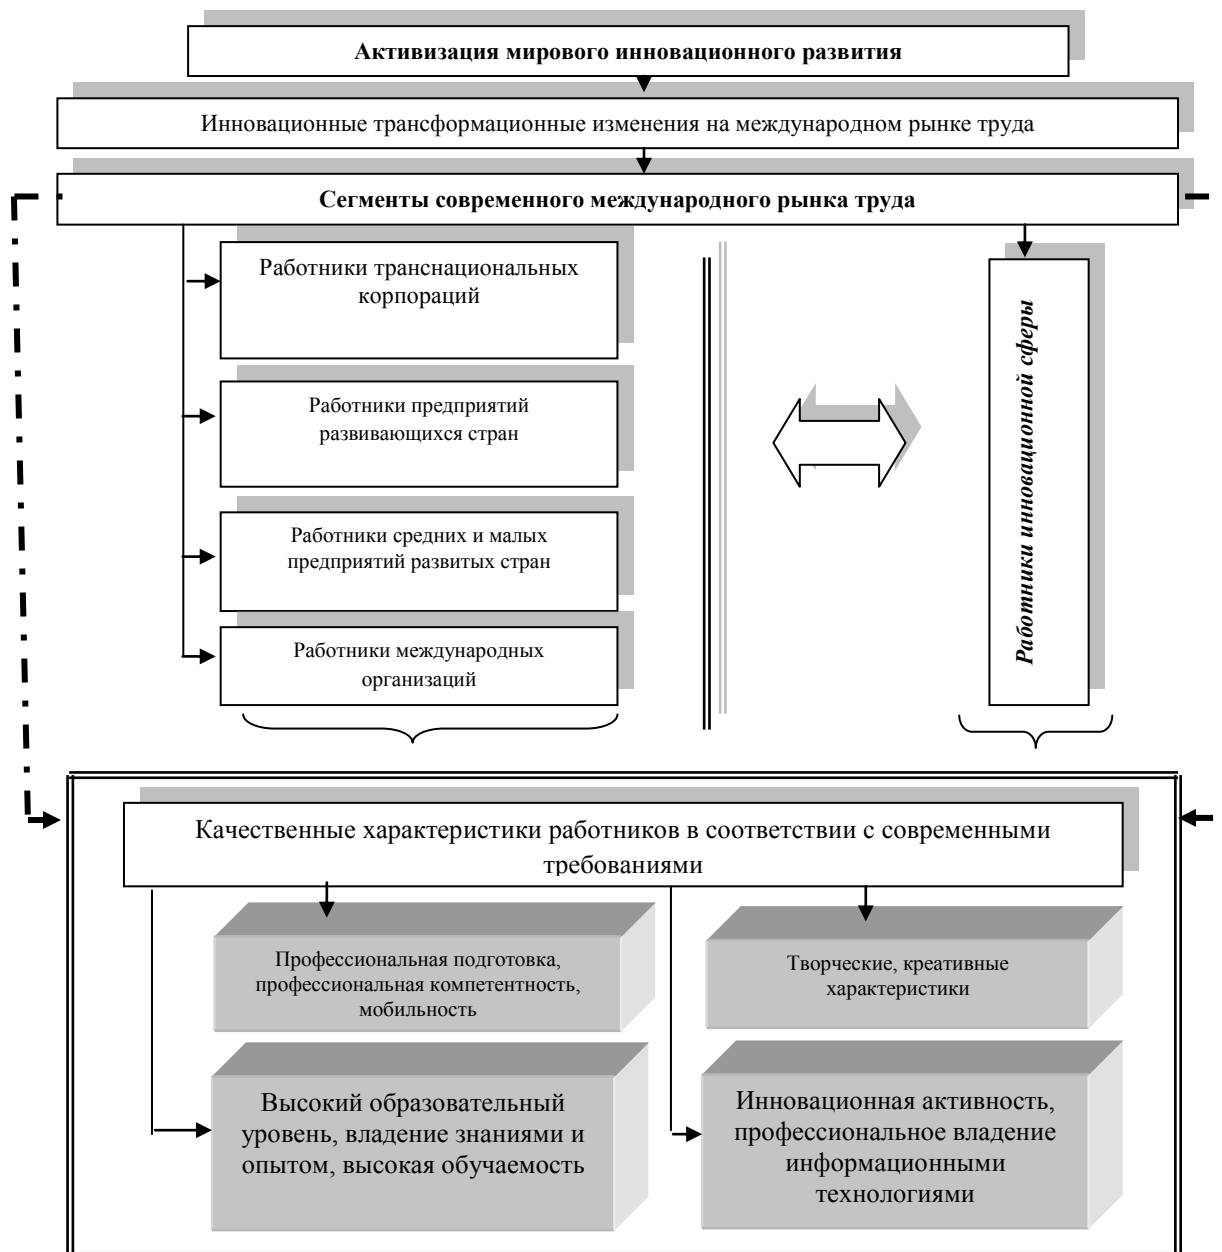 Активизация мирового инновационного развития
Инновационные трансформационные изменения на международном рынке труда
Сегменты современного международного рынка труда
Работники транснациональных
корпораций
Работники предприятий
развивающихся стран
Работники средних и малых
предприятий развитых стран
Работники международных
организаций
Работники инновационной сферы
Качественные характеристики работников в соответствии с современными
требованиями
Профессиональная подготовка,
профессиональная компетентность,
мобильность
Творческие, креативные
характеристики
Высокий образовательный
уровень, владение знаниями и
опытом, высокая обучаемость
Инновационная активность,
профессиональное владение
информационными
технологиями